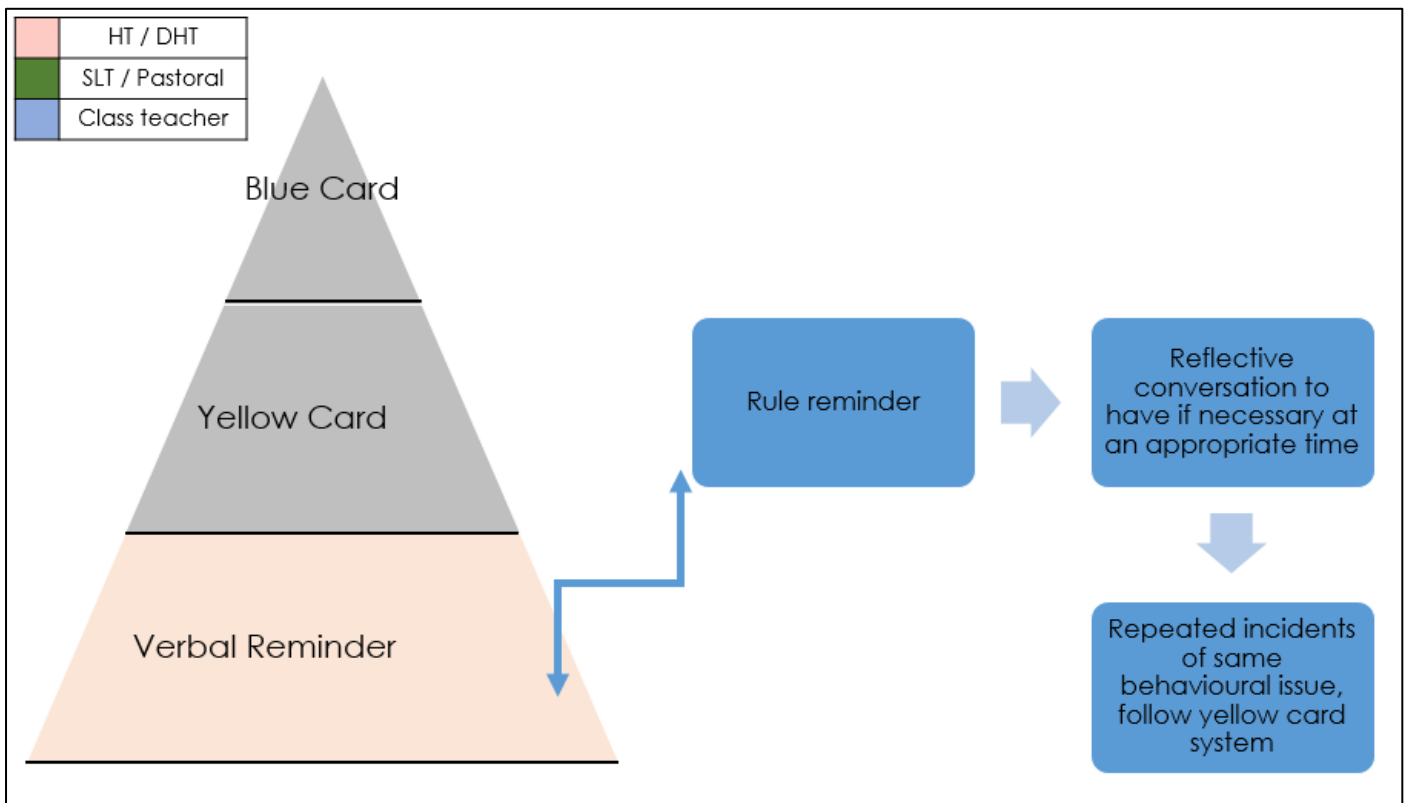 HT / DHT
SLT / Pastoral
Class teacher
Blue Card
Yellow Card
Verbal Reminder
Rule reminder
Reflective
conversation to
have if necessary at
an appropriate time
Repeated incidents
of same
behavioural issue,
follow yellow card
system